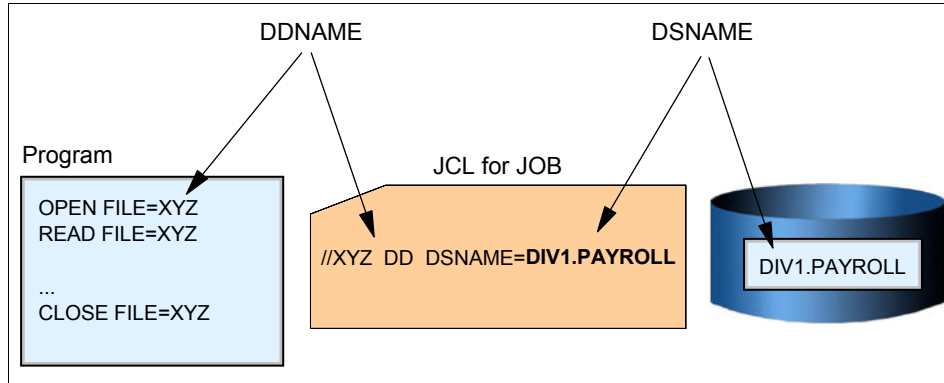 DDNAME
DSNAME
Program
OPEN FILE=XYZ
READ FILE=XYZ
...
CLOSE FILE=XYZ
JCL for JOB
//XYZ DD DSNAME=DIV1.PAYROLL
DIV1.PAYROLL